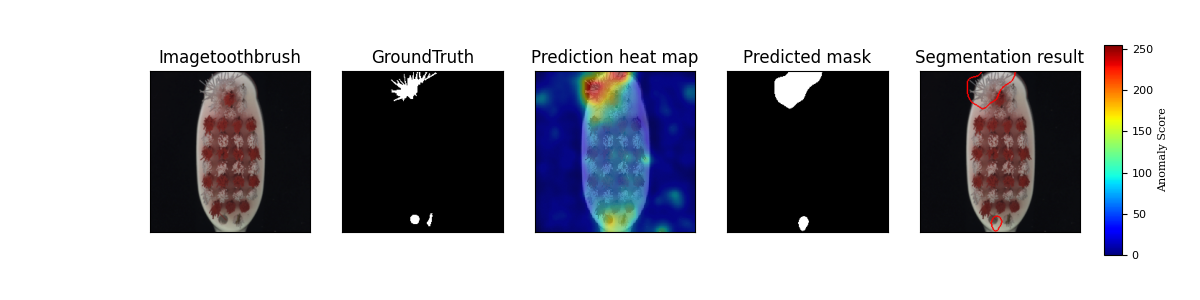 Imagetoothbrush
GroundTruth
Prediction heat map
Predicted mask
Segmentation result
250
200
150
100
50
0
Anomaly Score